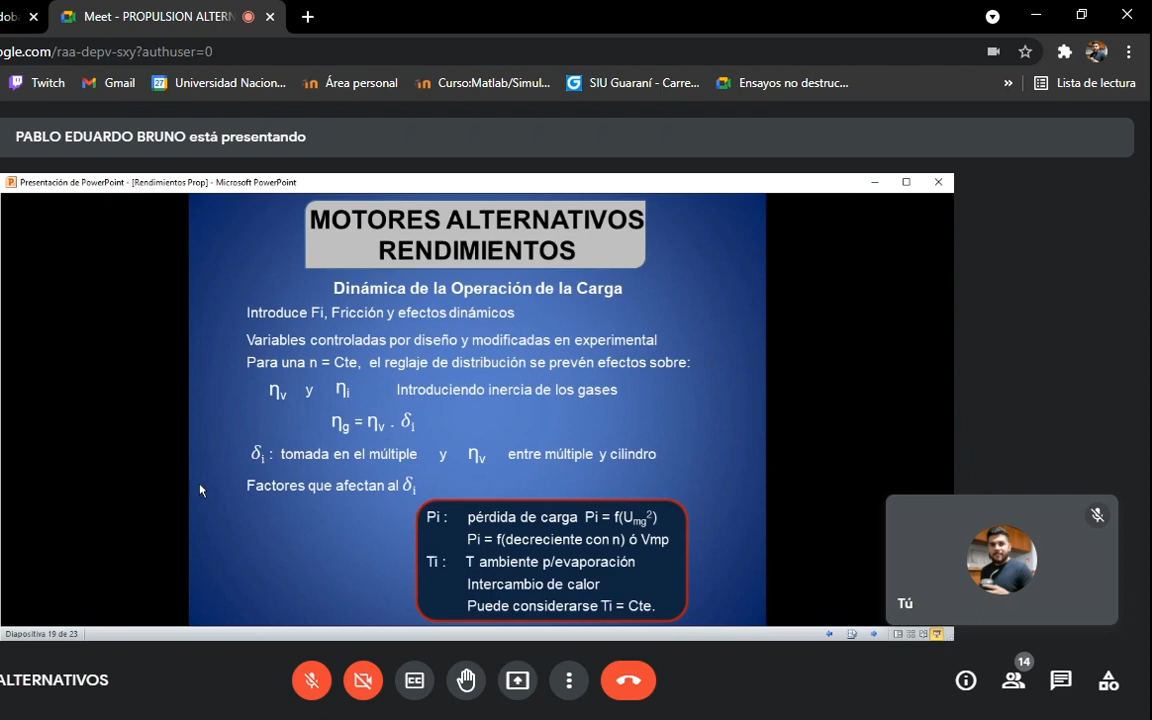 Meet - PROPULSION ALTERN
ogle.com/raa-depv-sxy?authuser=0
Twitch Gmail Universidad Nacion... Área personal Curso:Matlab/Simul... SIU Guaraní - Carre... Ensayos no destruc... » Lista de lectura
PABLO EDUARDO BRUNO está presentando
Presentación de PowerPoint - [Rendimientos Prop] - Microsoft PowerPoint
MOTORES ALTERNATIVOS
RENDIMIENTOS
Dinámica de la Operación de la Carga
Introduce Fi, Fricción y efectos dinámicos
Variables controladas por diseño y modificadas en experimental
Para una n = Cte, el reglaje de distribución se prevén efectos sobre:
ηv y ηi Introduciendo inercia de los gases
ηg = ηv . δi
δi : tomada en el múltiple y ηv entre múltiple y cilindro
Factores que afectan al δi
Pi : pérdida de carga Pi = f(Umg²)
Pi = f(decreciente con n) ó Vmp
Ti : T ambiente p/evaporación
Intercambio de calor
Puede considerarse Ti = Cte.
Tú
Diapositiva 19 de 23
ALTERNATIVOS
14